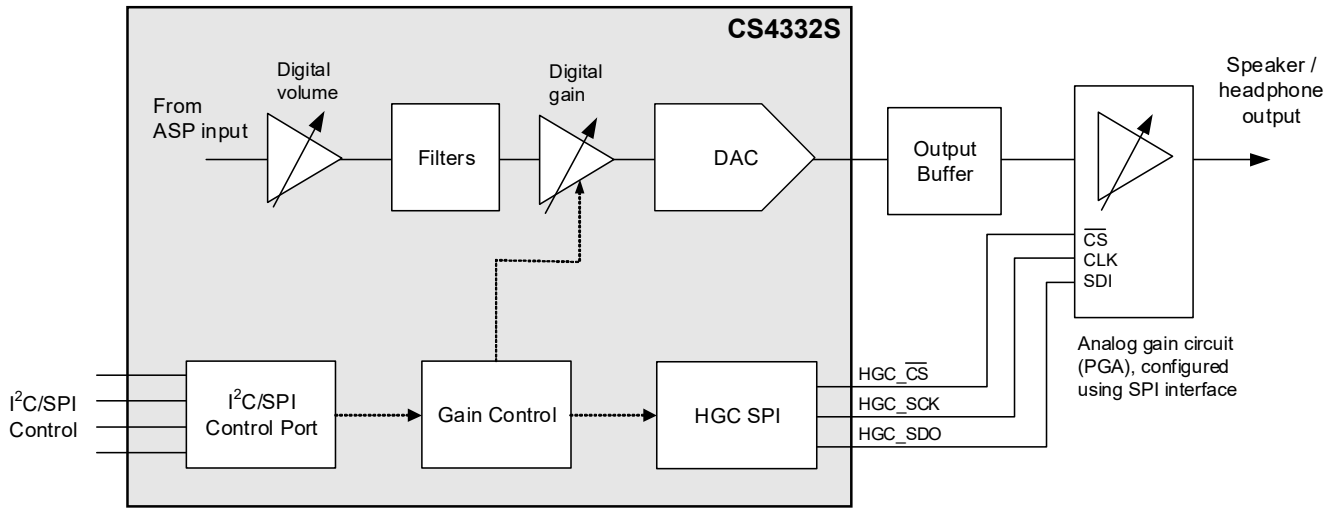 CS4332S
Digital
volume
Digital
gain
Speaker /
headphone
output
From
ASP input
Filters
DAC
Output
Buffer
CS
CLK
SDI
Analog gain circuit
(PGA), configured
using SPI interface
I²C/SPI
Control
I²C/SPI
Control Port
Gain Control
HGC SPI
HGC_CS
HGC_SCK
HGC_SDO